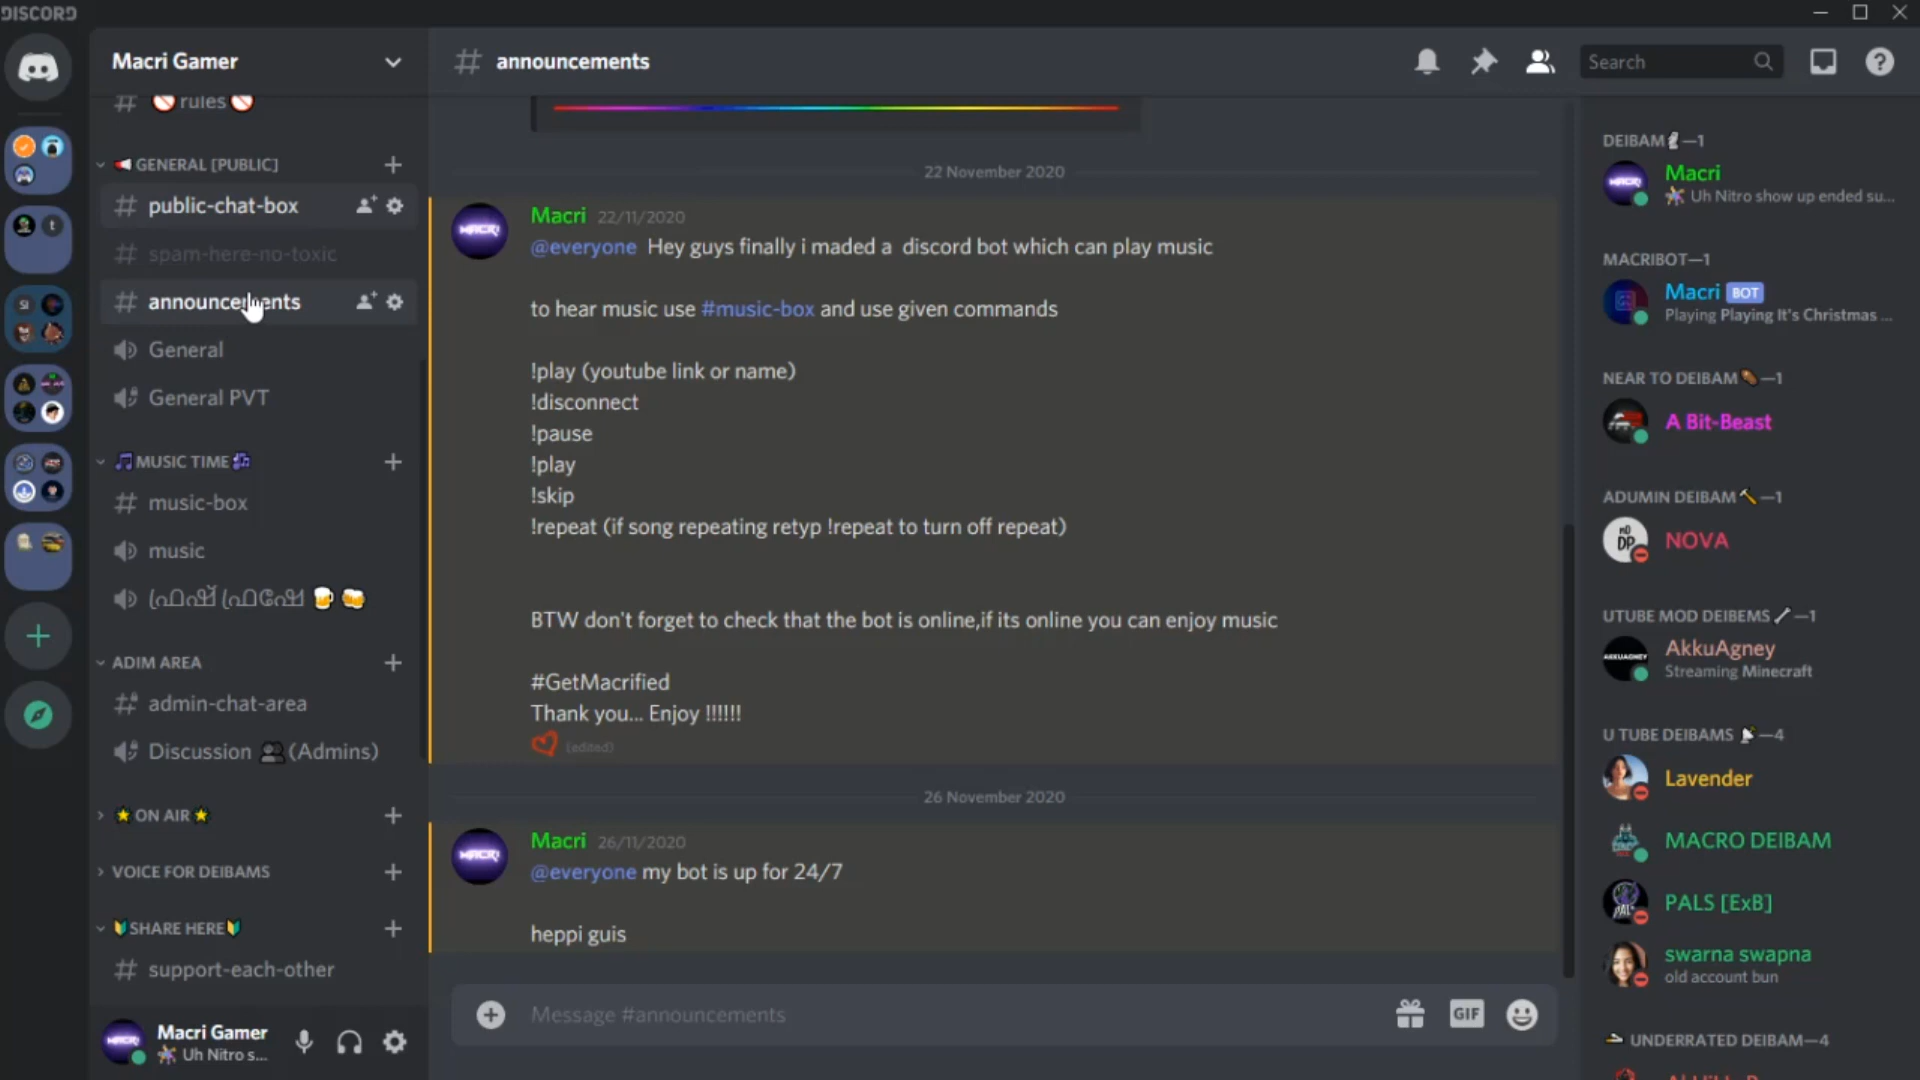 DISCORD
Macri Gamer
rules
GENERAL [PUBLIC]
public-chat-box
spam-here-no-toxic
announcements
General
General PVT
MUSIC TIME
music-box
music
ഫ്രഷ് ഫ്രഷേ
ADIM AREA
admin-chat-area
Discussion (Admins)
ON AIR
VOICE FOR DEIBAMS
SHARE HERE
support-each-other
Macri Gamer
Uh Nitro s...
# announcements
22 November 2020
Macri 22/11/2020
@everyone Hey guys finally i maded a discord bot which can play music
to hear music use #music-box and use given commands
!play (youtube link or name)
!disconnect
!pause
!play
!skip
!repeat (if song repeating retyp !repeat to turn off repeat)
BTW don't forget to check that the bot is online,if its online you can enjoy music
#GetMacrified
Thank you... Enjoy !!!!!!
(edited)
26 November 2020
Macri 26/11/2020
@everyone my bot is up for 24/7
heppi guis
Message #announcements
GIF
Search
DEIBAM—1
Macri
Uh Nitro show up ended su...
MACRIBOT—1
Macri BOT
Playing Playing It's Christmas ...
NEAR TO DEIBAM—1
A Bit-Beast
ADUMIN DEIBAM—1
NOVA
UTUBE MOD DEIBEMS—1
AkkuAgney
Streaming Minecraft
U TUBE DEIBAMS—4
Lavender
MACRO DEIBAM
PALS [ExB]
swarna swapna
old account bun
UNDERRATED DEIBAM—4